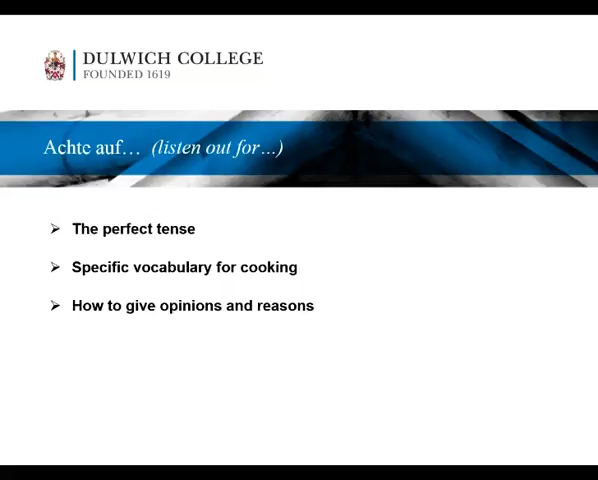 DULWICH COLLEGE
FOUNDED 1619
Achte auf… (listen out for…)
The perfect tense
Specific vocabulary for cooking
How to give opinions and reasons